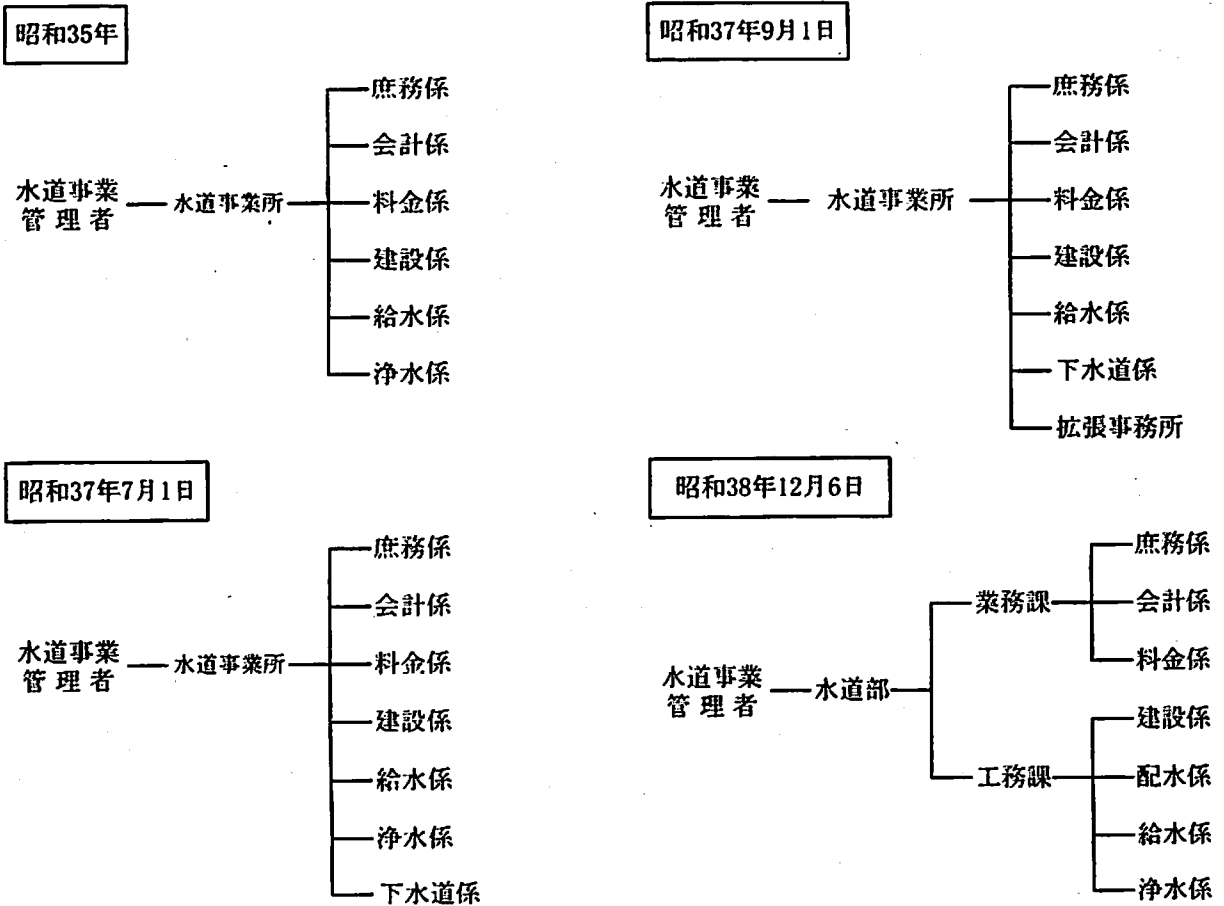 昭和35年
水道事業
管理者
水道事業所
庶務係
会計係
料金係
建設係
給水係
浄水係
昭和37年7月1日
水道事業
管理者
水道事業所
庶務係
会計係
料金係
建設係
給水係
浄水係
下水道係
昭和37年9月1日
水道事業
管理者
水道事業所
庶務係
会計係
料金係
建設係
給水係
下水道係
拡張事務所
昭和38年12月6日
水道事業
管理者
水道部
業務課
庶務係
会計係
料金係
工務課
建設係
配水係
給水係
浄水係